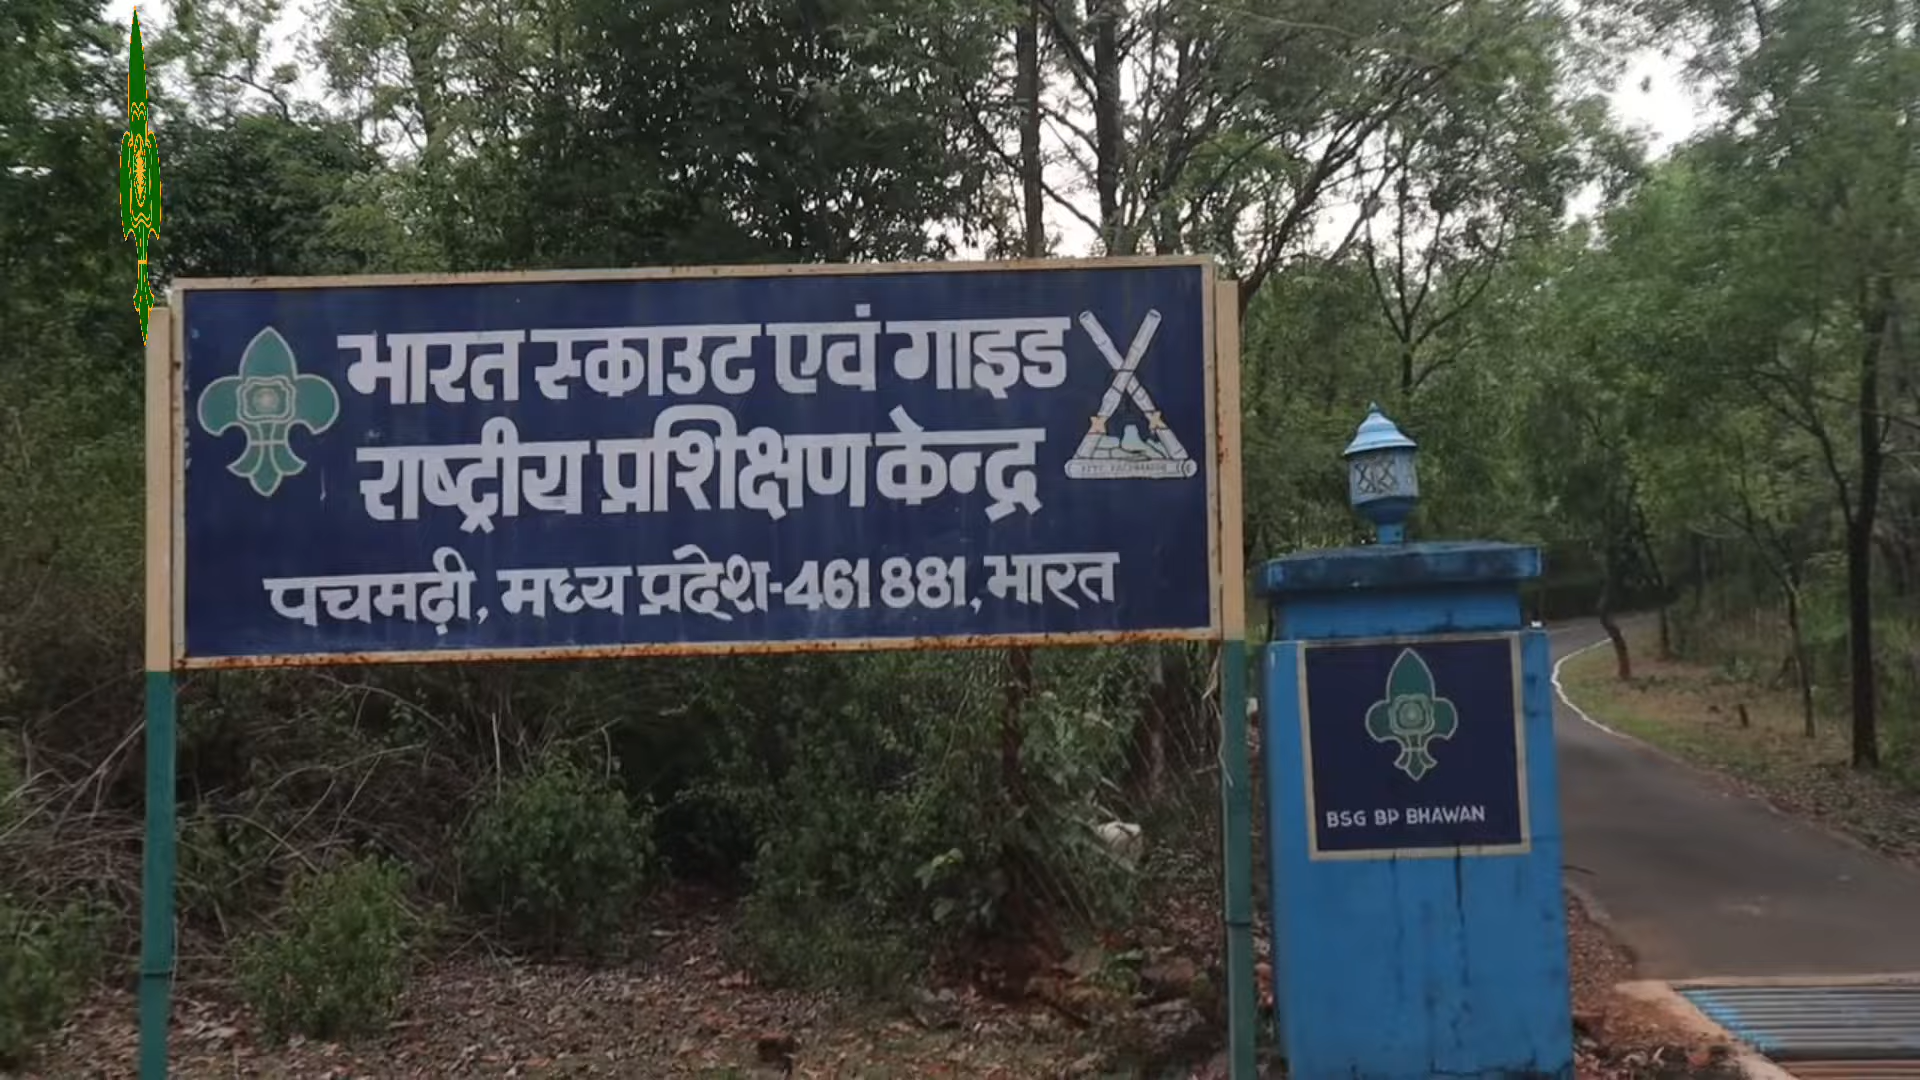 भारत स्काउट एवं गाइड
राष्ट्रीय प्रशिक्षण केन्द्र
पचमढ़ी, मध्य प्रदेश-461 881, भारत
BSG BP BHAWAN